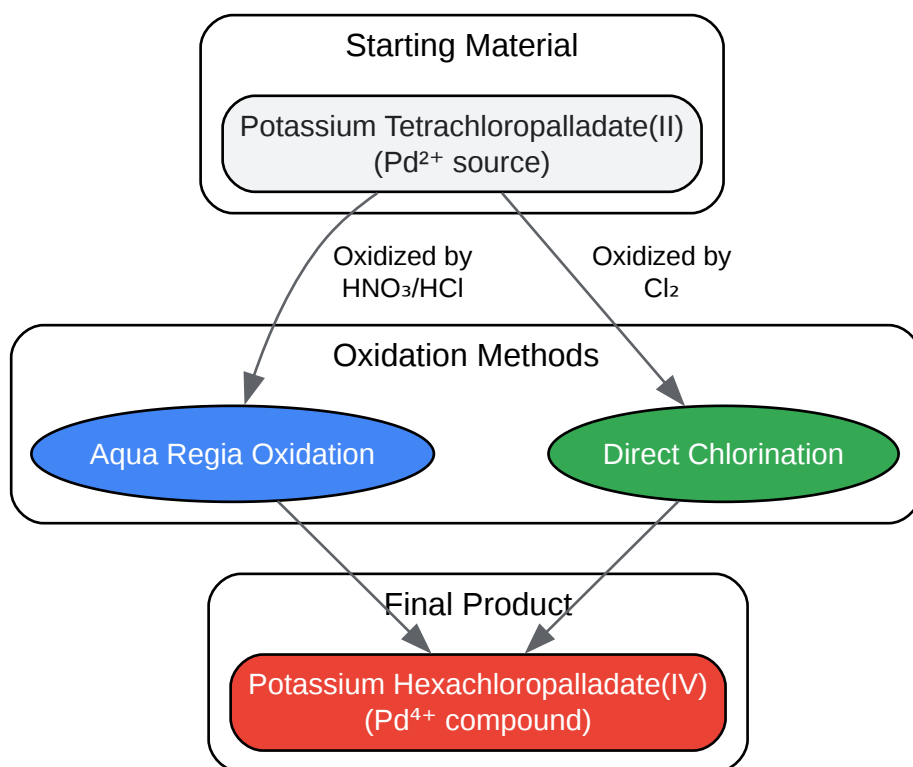 Starting Material
Potassium Tetrachloropalladate(II)
(Pd²⁺ source)
Oxidized by
HNO₃/HCl
Oxidized by
Cl₂
Oxidation Methods
Aqua Regia Oxidation
Direct Chlorination
Final Product
Potassium Hexachloropalladate(IV)
(Pd⁴⁺ compound)